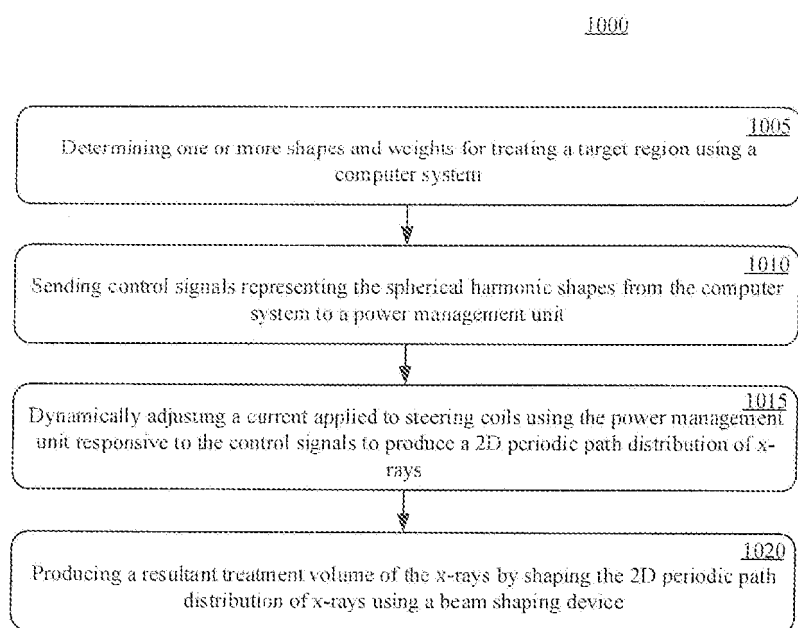 1000
1005
Determining one or more shapes and weights for treating a target region using a
computer system
1010
Sending control signals representing the spherical harmonic shapes from the computer
system to a power management unit
1015
Dynamically adjusting a current applied to steering coils using the power management
unit responsive to the control signals to produce a 2D periodic path distribution of x-
rays
1020
Producing a resultant treatment volume of the x-rays by shaping the 2D periodic path
distribution of x-rays using a beam shaping device